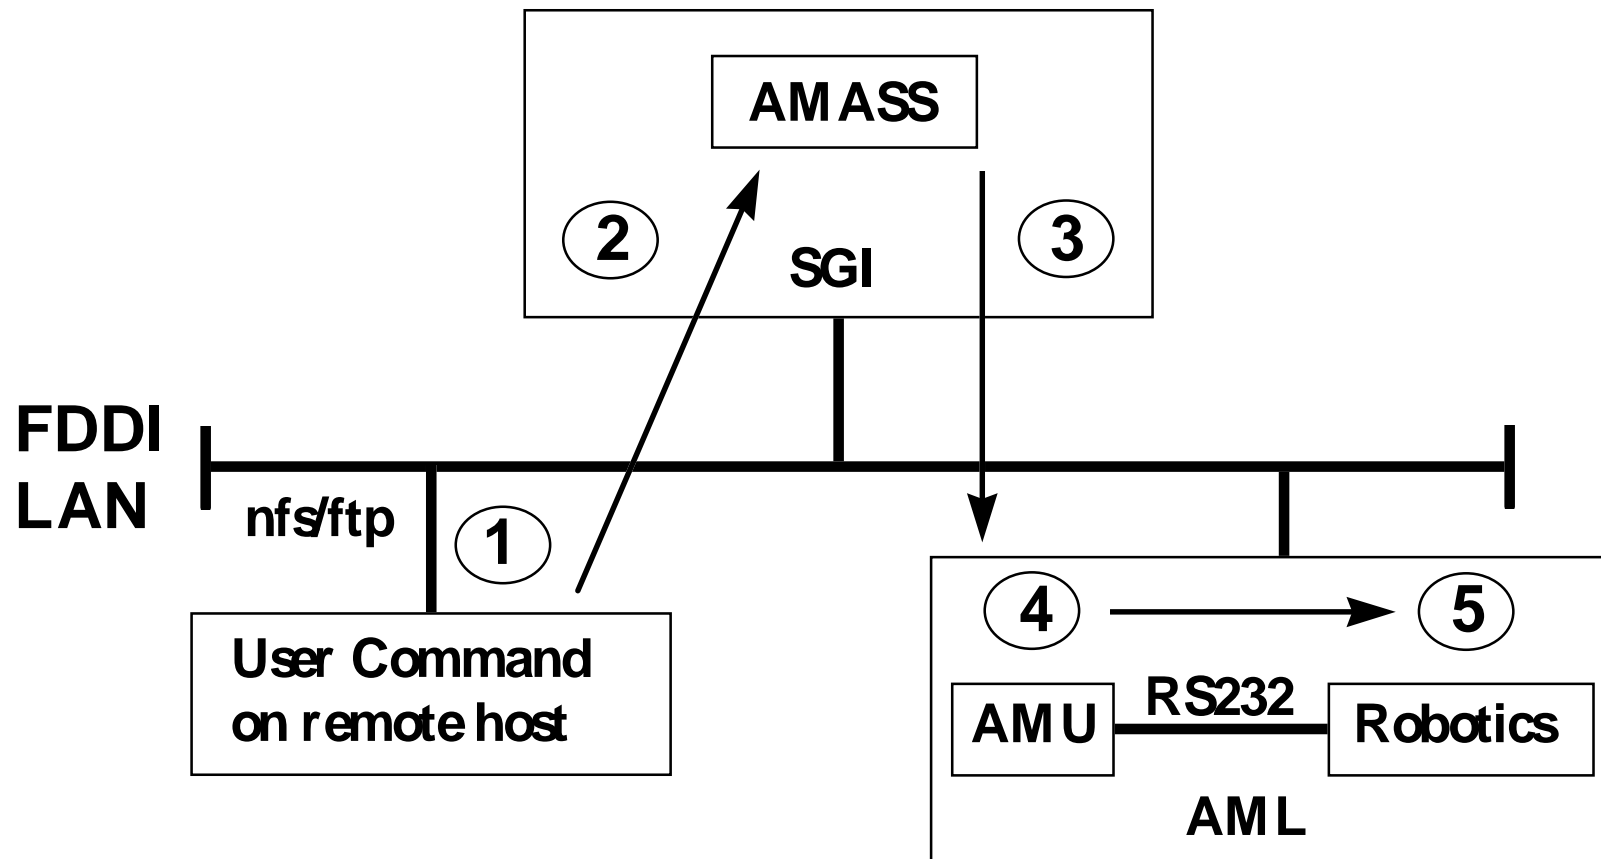 AMASS
2
3
SGI
FDDI
LAN
nfs/ftp
1
User Command
on remote host
4
5
AMU
RS232
Robotics
AML